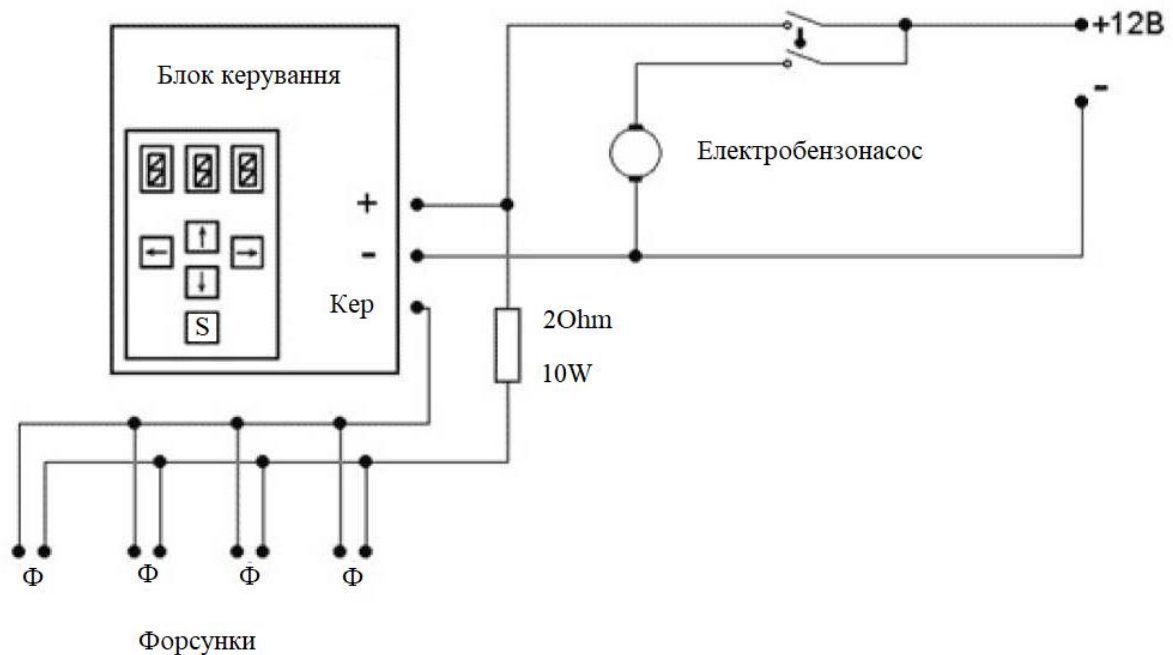 +12В
Блок керування
-
Електробензонасос
+
-
Кер
S
2Ohm
10W
Ф Ф Ф Ф
Форсунки